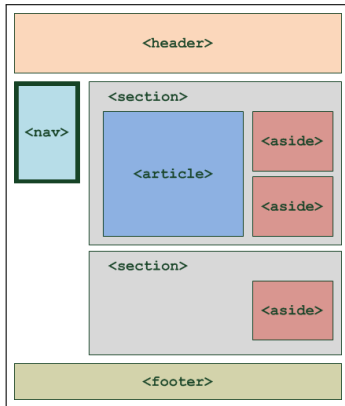 <header>
<nav>
<section>
<article>
<aside>
<aside>
<section>
<aside>
<footer>